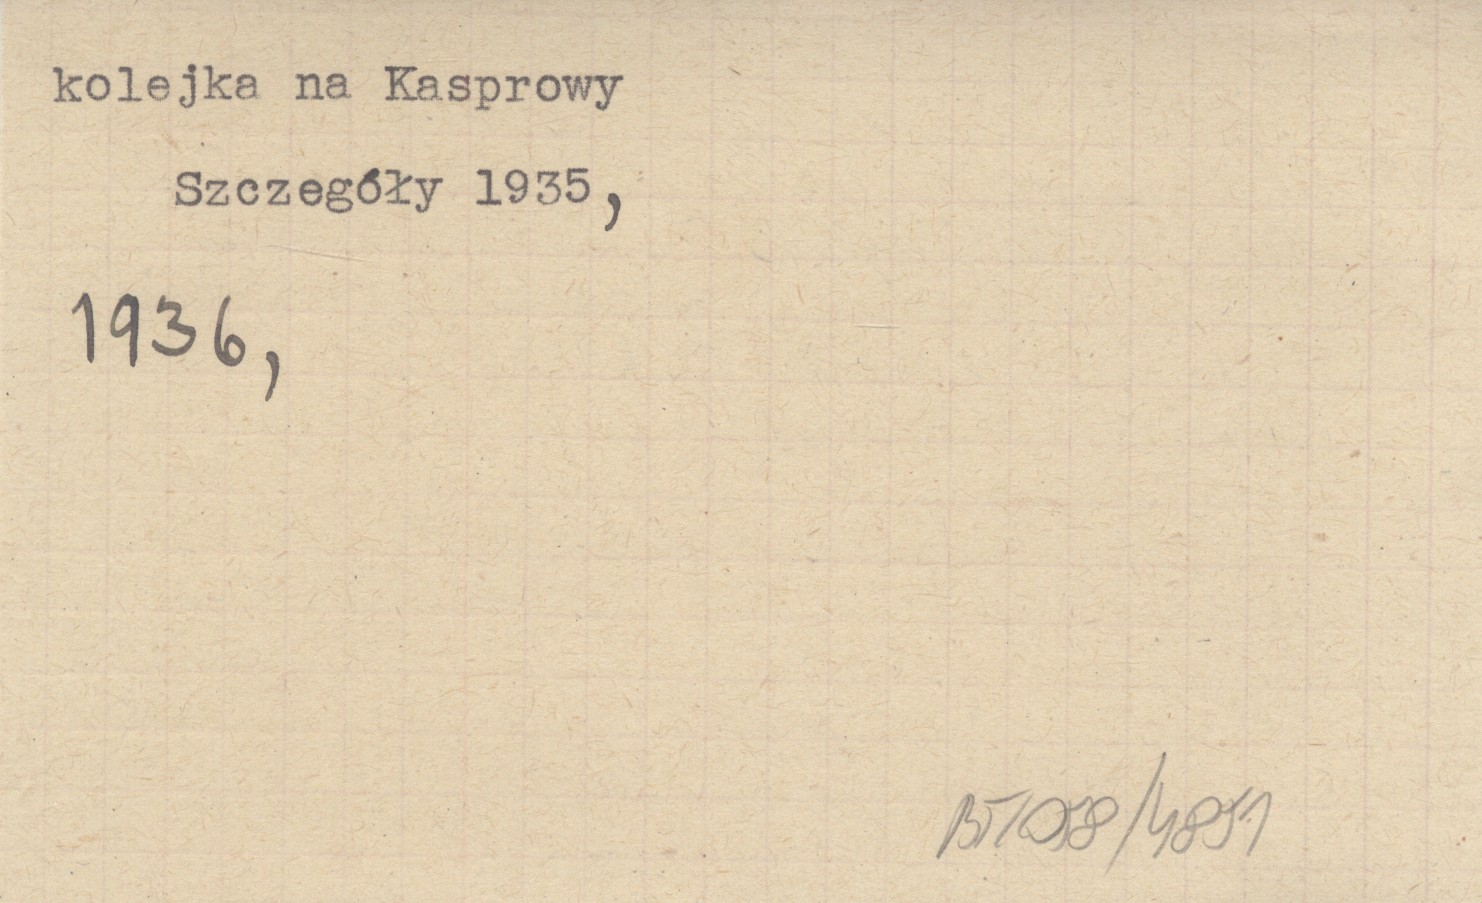 kolejka na Kasprowy
Szczegóły 1935,
1936,